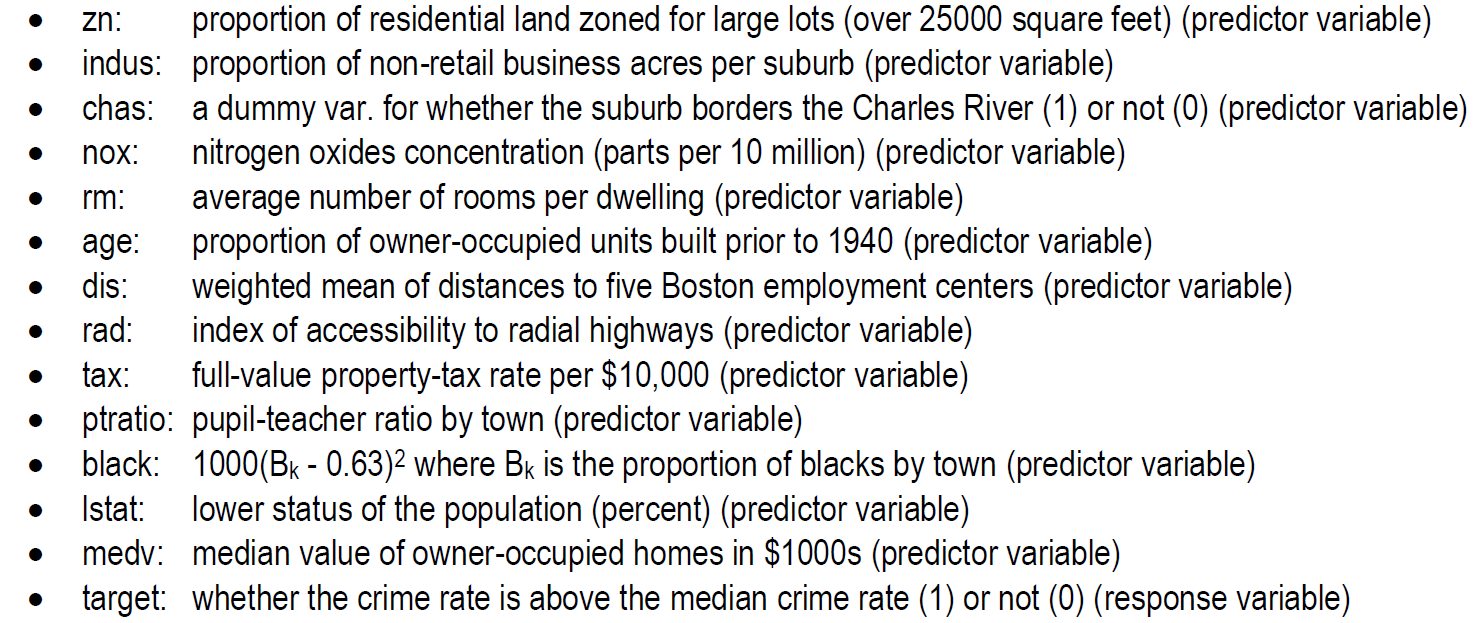 • zn: proportion of residential land zoned for large lots (over 25000 square feet) (predictor variable)
• indus: proportion of non-retail business acres per suburb (predictor variable)
• chas: a dummy var. for whether the suburb borders the Charles River (1) or not (0) (predictor variable)
• nox: nitrogen oxides concentration (parts per 10 million) (predictor variable)
• rm: average number of rooms per dwelling (predictor variable)
• age: proportion of owner-occupied units built prior to 1940 (predictor variable)
• dis: weighted mean of distances to five Boston employment centers (predictor variable)
• rad: index of accessibility to radial highways (predictor variable)
• tax: full-value property-tax rate per $10,000 (predictor variable)
• ptratio: pupil-teacher ratio by town (predictor variable)
• black: 1000(Bₖ - 0.63)² where Bₖ is the proportion of blacks by town (predictor variable)
• lstat: lower status of the population (percent) (predictor variable)
• medv: median value of owner-occupied homes in $1000s (predictor variable)
• target: whether the crime rate is above the median crime rate (1) or not (0) (response variable)